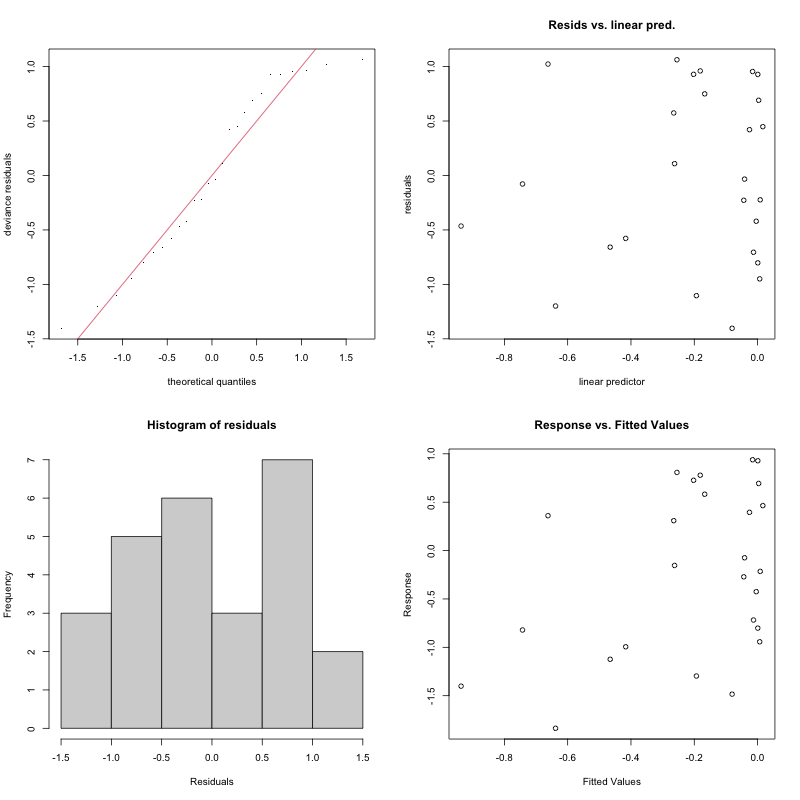 deviance residuals
1.0
0.5
0.0
-0.5
-1.0
-1.5
-1.5 -1.0 -0.5 0.0 0.5 1.0 1.5
theoretical quantiles
Resids vs. linear pred.
residuals
1.0
0.5
0.0
-0.5
-1.0
-1.5
-0.8 -0.6 -0.4 -0.2 0.0
linear predictor
Histogram of residuals
Frequency
7
6
5
4
3
2
1
0
-1.5 -1.0 -0.5 0.0 0.5 1.0 1.5
Residuals
Response vs. Fitted Values
Response
1.0
0.5
0.0
-0.5
-1.0
-1.5
-0.8 -0.6 -0.4 -0.2 0.0
Fitted Values